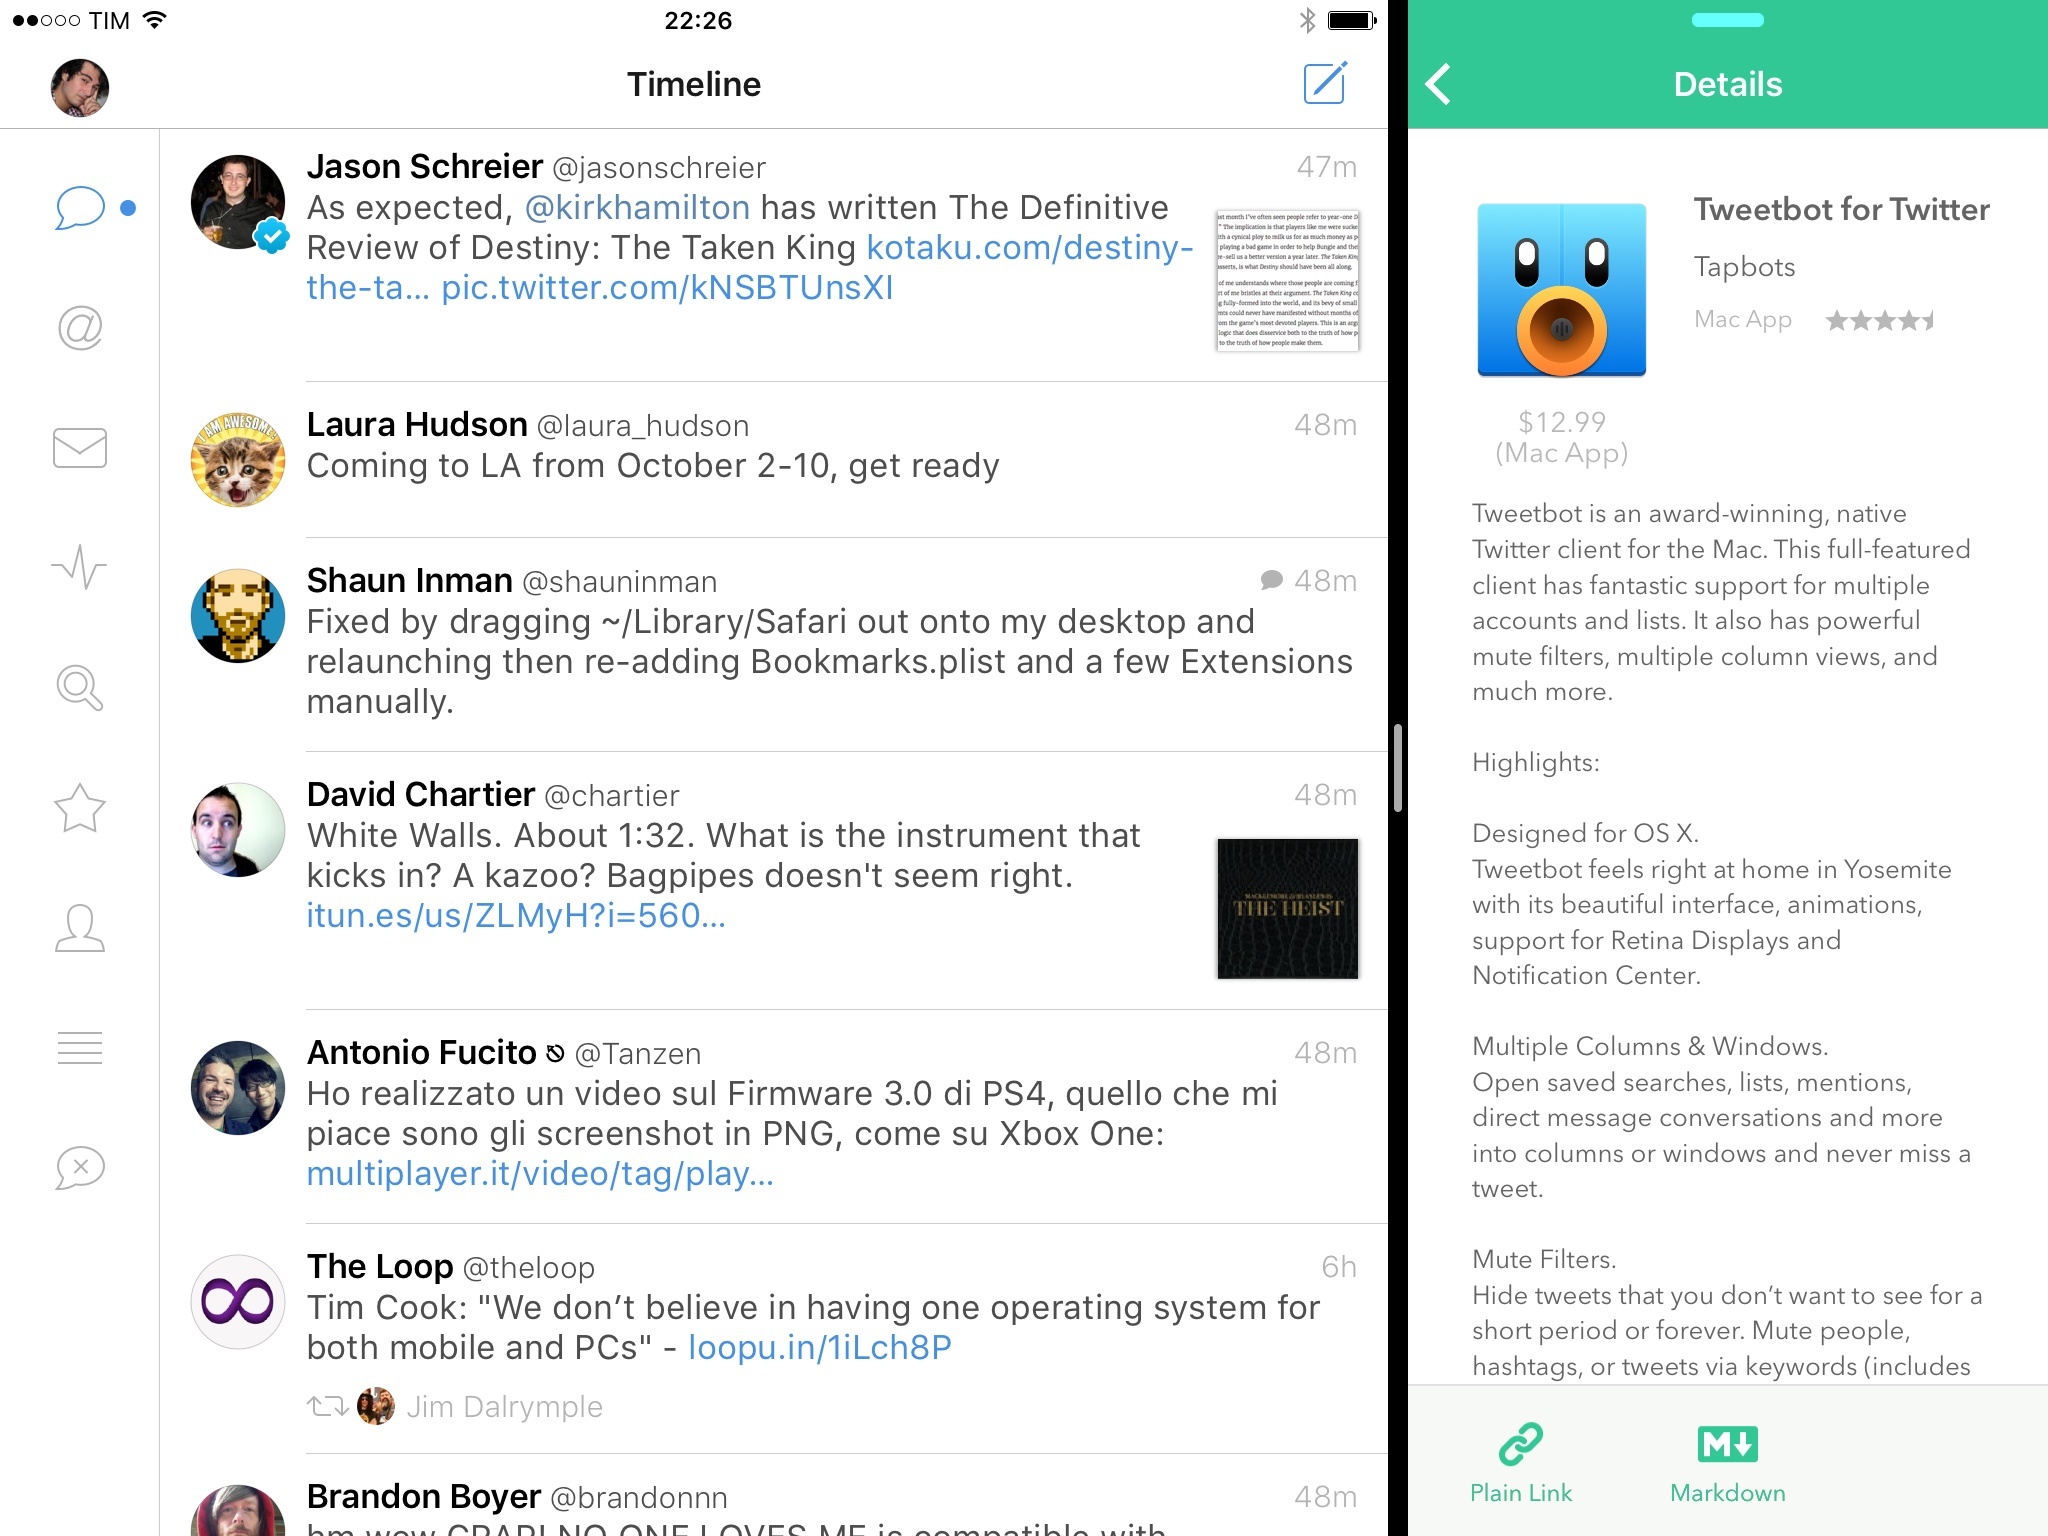 TIM
22:26
Timeline
Jason Schreier @jasonschreier
47m
As expected, @kirkhamilton has written The Definitive
Review of Destiny: The Taken King kotaku.com/destiny-
the-ta... pic.twitter.com/kNSBTUnsXI
Laura Hudson @laura_hudson
48m
Coming to LA from October 2-10, get ready
I AM AWESOME!
Shaun Inman @shauninman
48m
Fixed by dragging ~/Library/Safari out onto my desktop and
relaunching then re-adding Bookmarks.plist and a few Extensions
manually.
David Chartier @chartier
48m
White Walls. About 1:32. What is the instrument that
kicks in? A kazoo? Bagpipes doesn't seem right.
itun.es/us/ZLMyH?i=560...
THE HEIST
Antonio Fucito @Tanzen
48m
Ho realizzato un video sul Firmware 3.0 di PS4, quello che mi
piace sono gli screenshot in PNG, come su Xbox One:
multiplayer.it/video/tag/play...
The Loop @theloop
6h
Tim Cook: "We don’t believe in having one operating system for
both mobile and PCs" - loopu.in/1iLch8P
Jim Dalrymple
Brandon Boyer @brandonnn
48m
hm wow CRAP! NO ONE LOVES ME is compatible with
Details
Tweetbot for Twitter
Tapbots
Mac App
$12.99
(Mac App)
Tweetbot is an award-winning, native
Twitter client for the Mac. This full-featured
client has fantastic support for multiple
accounts and lists. It also has powerful
mute filters, multiple column views, and
much more.
Highlights:
Designed for OS X.
Tweetbot feels right at home in Yosemite
with its beautiful interface, animations,
support for Retina Displays and
Notification Center.
Multiple Columns & Windows.
Open saved searches, lists, mentions,
direct message conversations and more
into columns or windows and never miss a
tweet.
Mute Filters.
Hide tweets that you don’t want to see for a
short period or forever. Mute people,
hashtags, or tweets via keywords (includes
Plain Link
Markdown